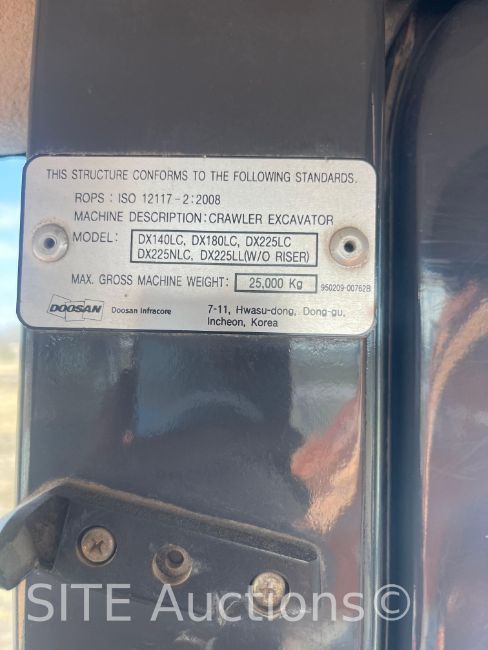 THIS STRUCTURE CONFORMS TO THE FOLLOWING STANDARDS.
ROPS : ISO 12117-2:2008
MACHINE DESCRIPTION:CRAWLER EXCAVATOR
MODEL: DX140LC, DX180LC, DX225LC
DX225NLC, DX225LL(W/O RISER)
MAX. GROSS MACHINE WEIGHT: 25,000 Kg 950209-00762B
DOOSAN Doosan Infracore 7-11, Hwasu-dong, Dong-gu,
Incheon, Korea
SITE Auctions©